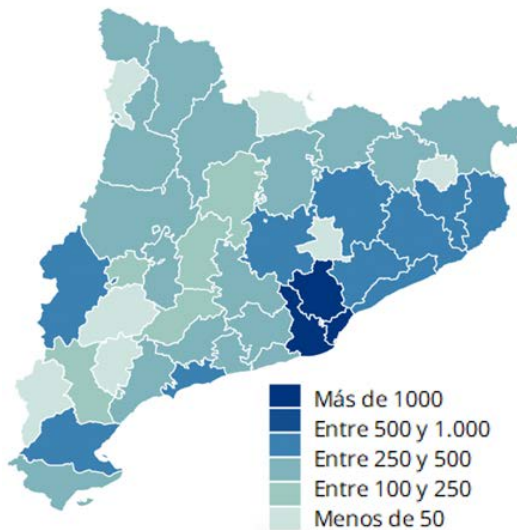 Más de 1000
Entre 500 y 1.000
Entre 250 y 500
Entre 100 y 250
Menos de 50